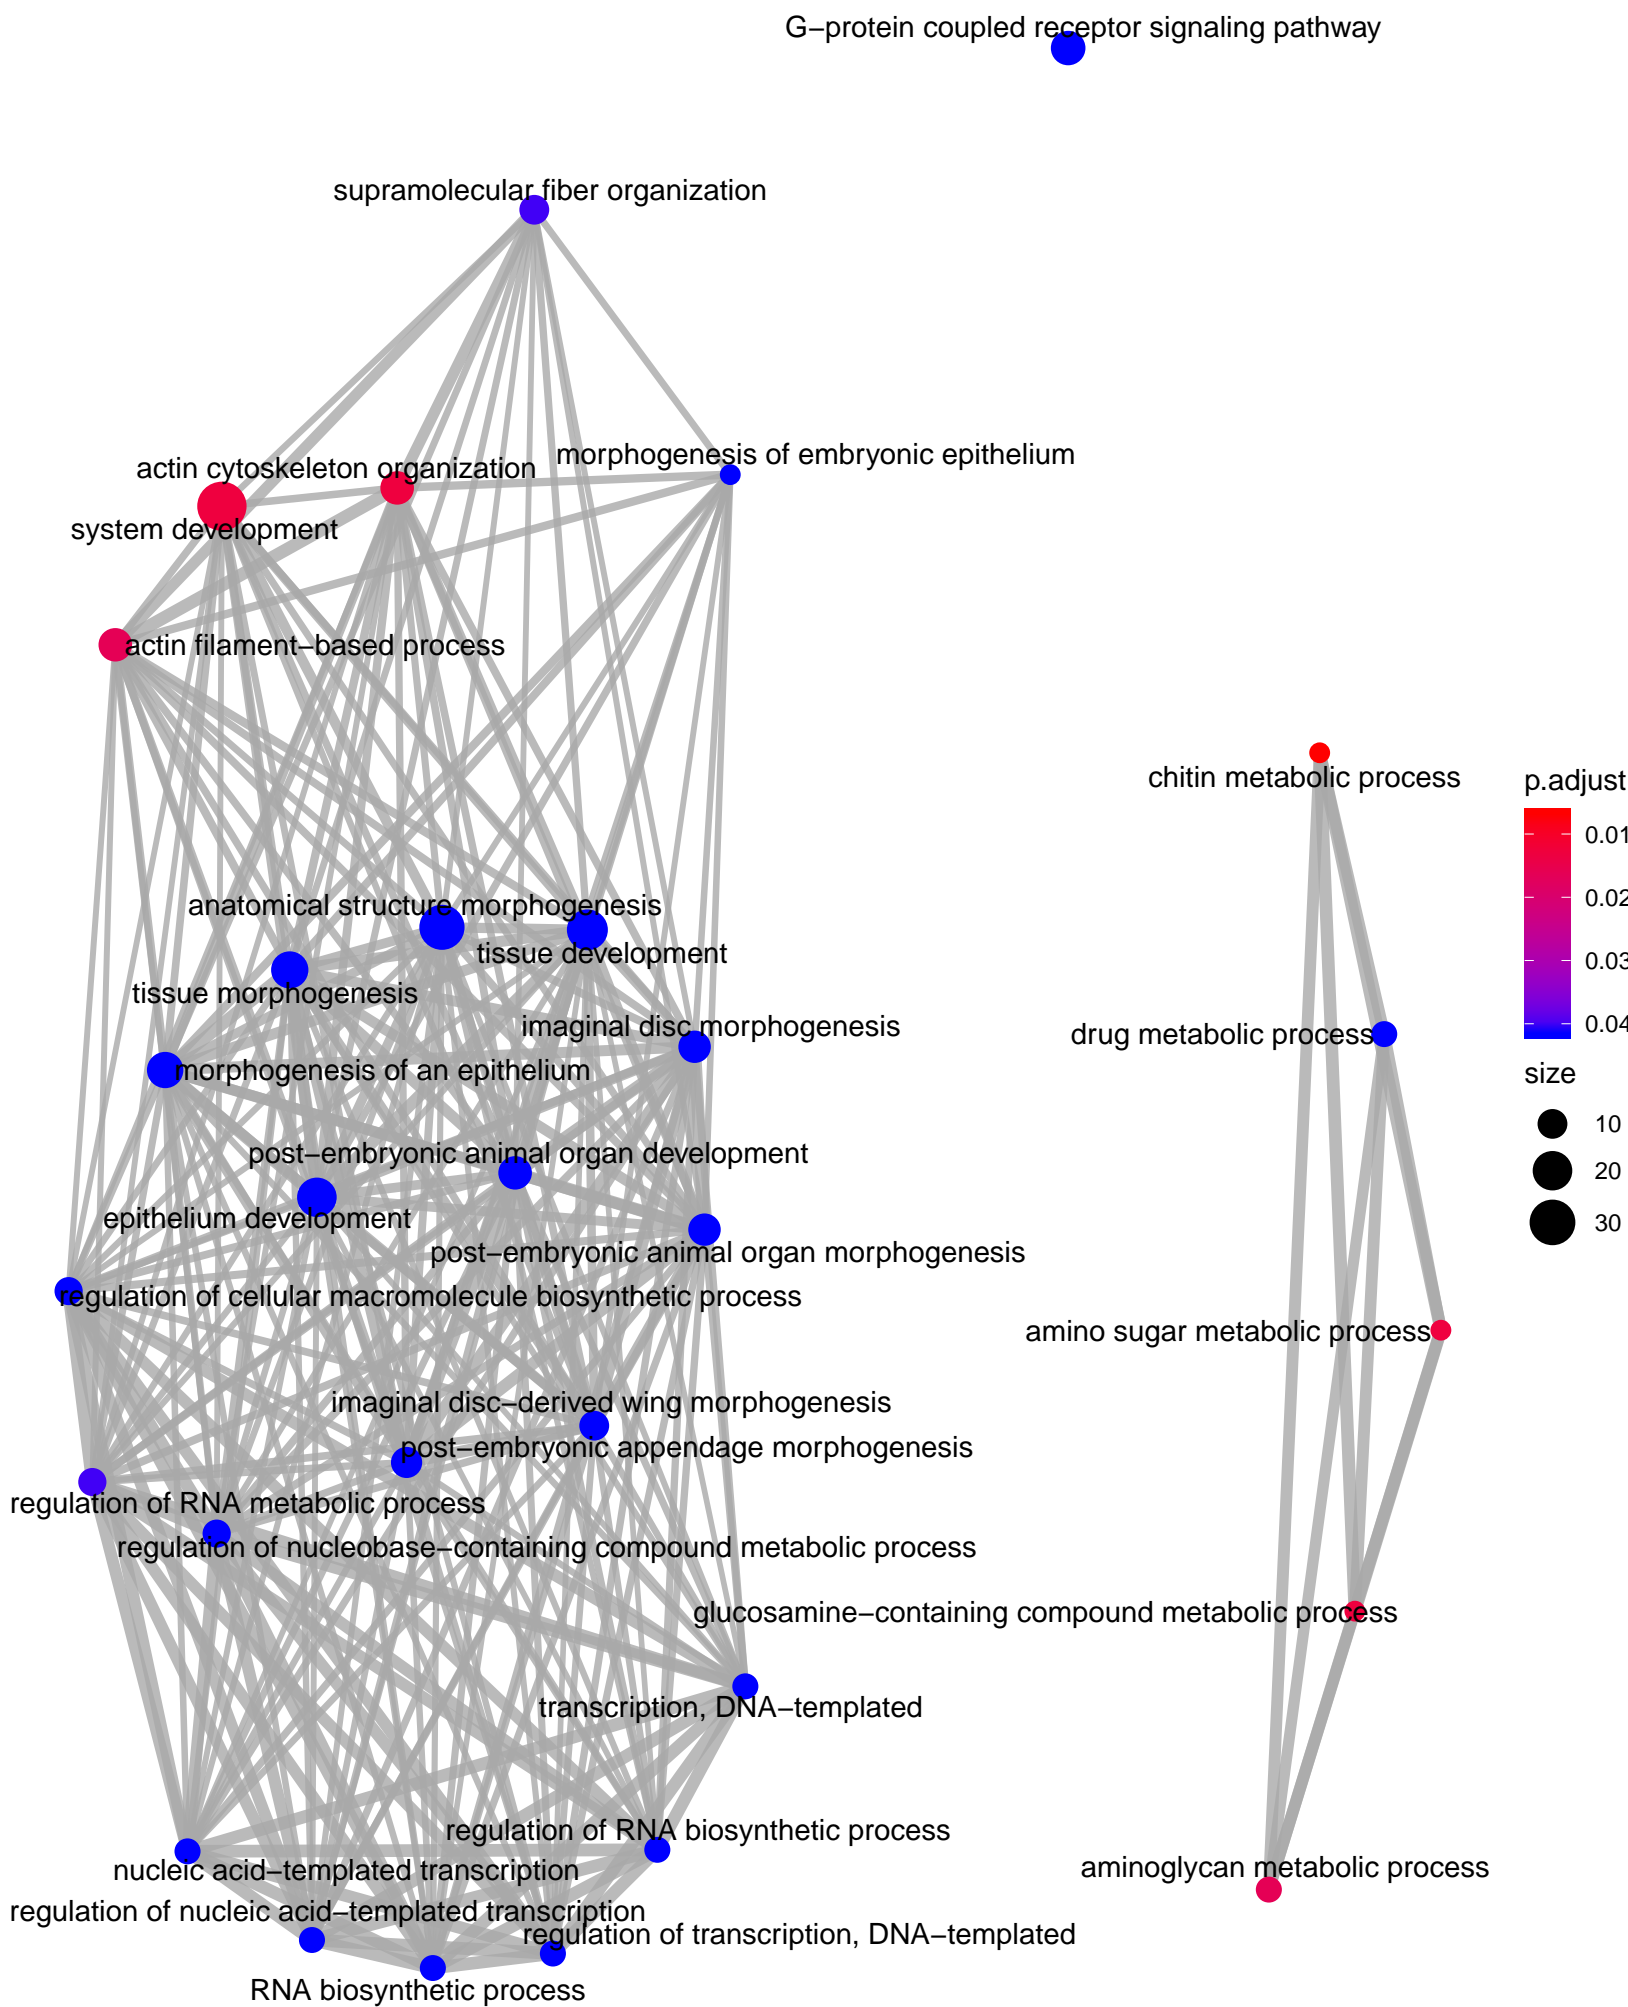 G−protein coupled receptor signaling pathway
supramolecular fiber organization
morphogenesis of embryonic epithelium
actin cytoskeleton organization
system development
actin filament−based process
chitin metabolic process
p.adjust
0.01
0.02
0.03
0.04
anatomical structure morphogenesis
tissue development
tissue morphogenesis
imaginal disc morphogenesis
drug metabolic process
morphogenesis of an epithelium
size
10
20
30
post−embryonic animal organ development
epithelium development
post−embryonic animal organ morphogenesis
regulation of cellular macromolecule biosynthetic process
amino sugar metabolic process
imaginal disc−derived wing morphogenesis
post−embryonic appendage morphogenesis
regulation of RNA metabolic process
regulation of nucleobase−containing compound metabolic process
glucosamine−containing compound metabolic process
transcription, DNA−templated
regulation of RNA biosynthetic process
nucleic acid−templated transcription
aminoglycan metabolic process
regulation of nucleic acid−templated transcription
regulation of transcription, DNA−templated
RNA biosynthetic process